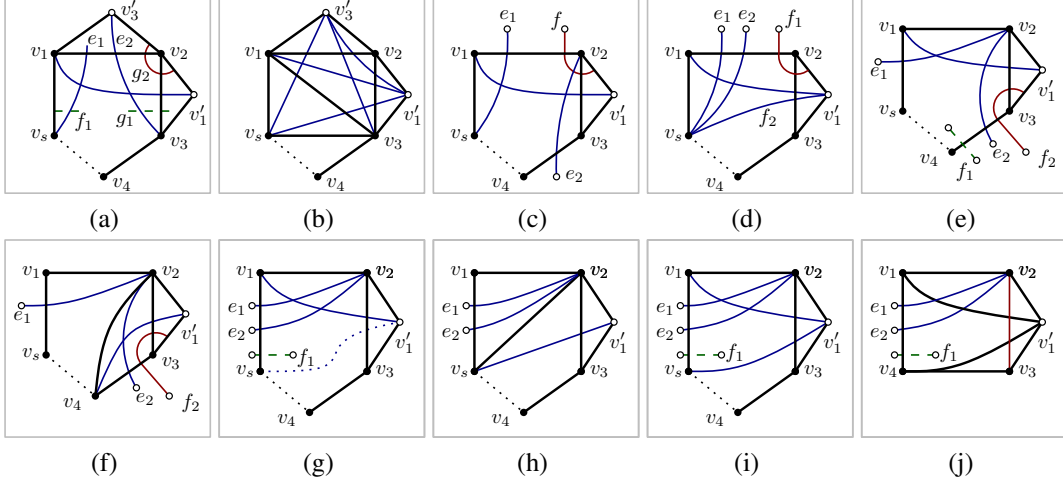 v′3
e1 e2
v1 v2
g2
f1 g1 v′1
vs v3
v4
(a)
v′3
v1 v2
v′1
vs v3
v4
(b)
e1 f
v1 v2
v′1
vs v3
v4 e2
(c)
e1 e2 f1
v1 v2
v′1
f2
vs v3
v4
(d)
v1 v2
e1
v′1
vs v3
v4 e2 f2
f1
(e)
v1 v2
e1
v′1
vs v3
v4 e2 f2
(f)
v1 v2
e1
e2 v′1
f1
vs v3
v4
(g)
v1 v2
e1
e2 v′1
vs v3
v4
(h)
v1 v2
e1
e2 v′1
f1
vs v3
v4
(i)
v1 v2
e1
e2 v′1
f1
v4 v3
(j)